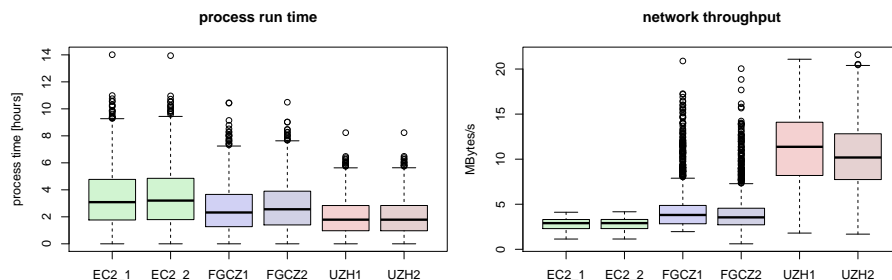 process run time
process time [hours]
14
12
10
8
6
4
2
0
EC2_1 EC2_2 FGCZ1 FGCZ2 UZH1 UZH2
network throughput
MBytes/s
20
15
10
5
0
EC2_1 EC2_2 FGCZ1 FGCZ2 UZH1 UZH2